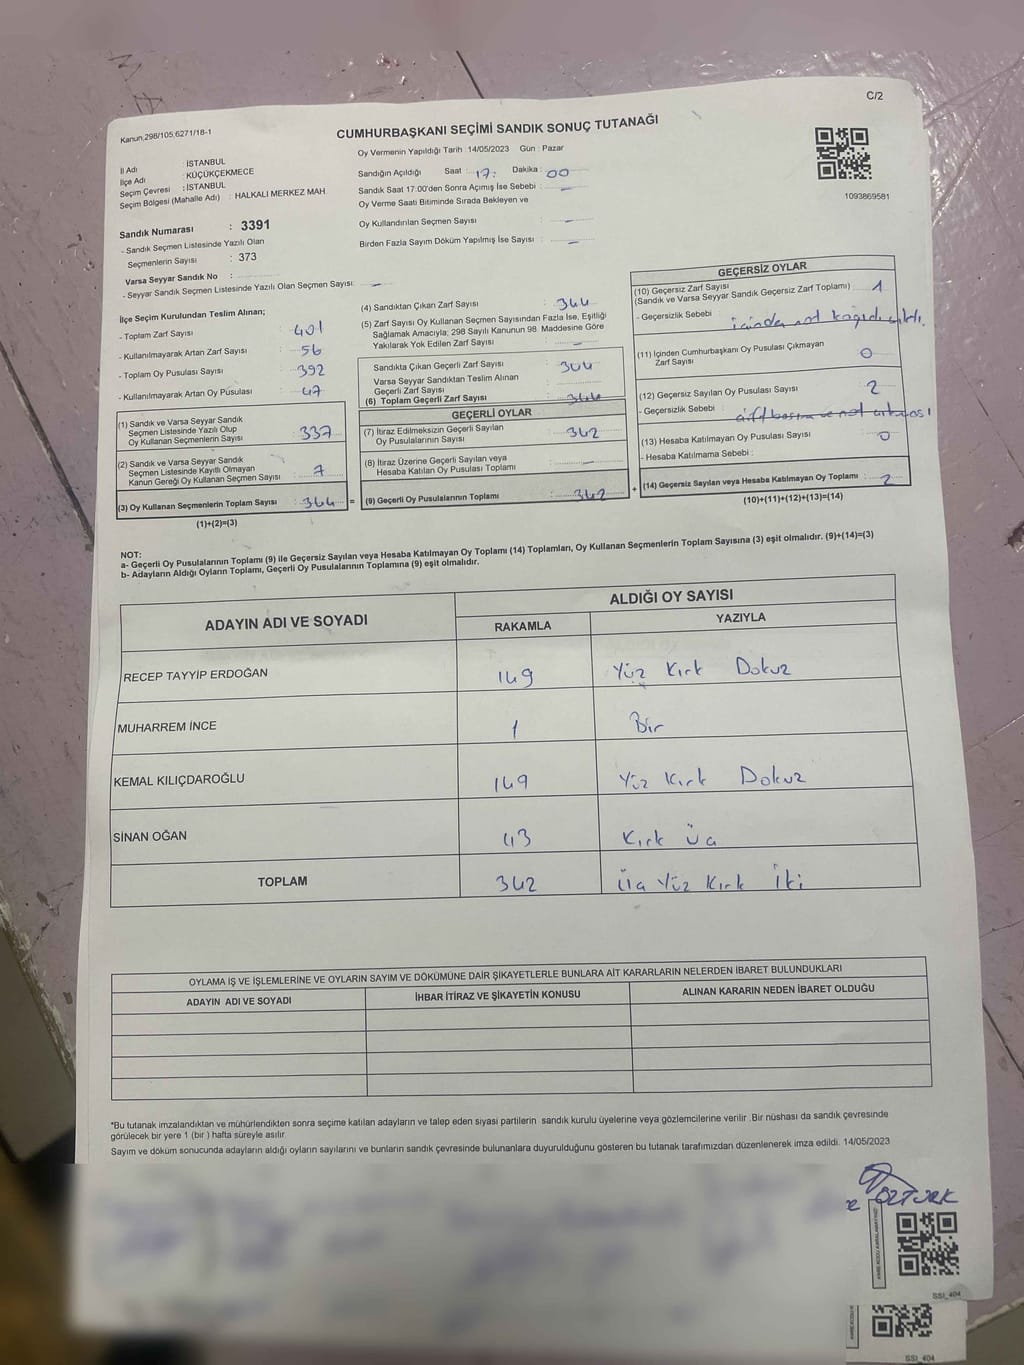 C/2
Kanun:298/105,6271/18-1
CUMHURBAŞKANI SEÇİMİ SANDIK SONUÇ TUTANAĞI
Oy Vermenin Yapıldığı Tarih : 14/05/2023 Gün : Pazar
İl Adı : İSTANBUL
İlçe Adı : KÜÇÜKÇEKMECE
Seçim Çevresi : İSTANBUL
Seçim Bölgesi (Mahalle Adı) : HALKALI MERKEZ MAH.
Sandık Numarası : 3391
- Sandık Seçmen Listesinde Yazılı Olan
Seçmenlerin Sayısı : 373
Varsa Seyyar Sandık No :
- Seyyar Sandık Seçmen Listesinde Yazılı Olan Seçmen Sayısı: —
Sandığın Açıldığı Saat : 17: Dakika : 00
Sandık Saat 17:00'den Sonra Açımış İse Sebebi : —
Oy Verme Saati Bitiminde Sırada Bekleyen ve
Oy Kullandırılan Seçmen Sayısı : —
Birden Fazla Sayım Döküm Yapılmış İse Sayısı : —
1093869581
İlçe Seçim Kurulundan Teslim Alınan;
- Toplam Zarf Sayısı : 401
- Kullanılmayarak Artan Zarf Sayısı : 56
- Toplam Oy Pusulası Sayısı : 392
- Kullanılmayarak Artan Oy Pusulası : 47
(1) Sandık ve Varsa Seyyar Sandık
Seçmen Listesinde Yazılı Olup
Oy Kullanan Seçmenlerin Sayısı : 337
(2) Sandık ve Varsa Seyyar Sandık
Seçmen Listesinde Kayıtlı Olmayan
Kanun Gereği Oy Kullanan Seçmen Sayısı : 7
(3) Oy Kullanan Seçmenlerin Toplam Sayısı : 344 =
(1)+(2)=(3)
(4) Sandıktan Çıkan Zarf Sayısı : 344
(5) Zarf Sayısı Oy Kullanan Seçmen Sayısından Fazla İse, Eşitliği
Sağlamak Amacıyla; 298 Sayılı Kanunun 98. Maddesine Göre
Yakılarak Yok Edilen Zarf Sayısı : —
Sandıkta Çıkan Geçerli Zarf Sayısı : 344
Varsa Seyyar Sandıktan Teslim Alınan
Geçerli Zarf Sayısı :
(6) Toplam Geçerli Zarf Sayısı : 344
GEÇERLİ OYLAR
(7) İtiraz Edilmeksizin Geçerli Sayılan
Oy Pusulalarının Sayısı : 342
(8) İtiraz Üzerine Geçerli Sayılan veya
Hesaba Katılan Oy Pusulası Toplamı : —
(9) Geçerli Oy Pusulalarının Toplamı : 342 +
GEÇERSİZ OYLAR
(10) Geçersiz Zarf Sayısı
(Sandık ve Varsa Seyyar Sandık Geçersiz Zarf Toplamı) : 1
- Geçersizlik Sebebi : içinden not kağıdı çıktı.
(11) İçinden Cumhurbaşkanı Oy Pusulası Çıkmayan
Zarf Sayısı : 0
(12) Geçersiz Sayılan Oy Pusulası Sayısı : 2
- Geçersizlik Sebebi : çift basım ve not
(13) Hesaba Katılmayan Oy Pusulası Sayısı : 0
- Hesaba Katılmama Sebebi :
(14) Geçersiz Sayılan veya Hesaba Katılmayan Oy Toplamı : 2
(10)+(11)+(12)+(13)=(14)
NOT:
a- Geçerli Oy Pusulalarının Toplamı (9) ile Geçersiz Sayılan veya Hesaba Katılmayan Oy Toplamı (14) Toplamları, Oy Kullanan Seçmenlerin Toplam Sayısına (3) eşit olmalıdır. (9)+(14)=(3)
b- Adayların Aldığı Oyların Toplamı, Geçerli Oy Pusulalarının Toplamına (9) eşit olmalıdır.
ADAYIN ADI VE SOYADI
ALDIĞI OY SAYISI
RAKAMLA YAZIYLA
RECEP TAYYİP ERDOĞAN 149 Yüz Kırk Dokuz
MUHARREM İNCE 1 Bir
KEMAL KILIÇDAROĞLU 149 Yüz Kırk Dokuz
SİNAN OĞAN 43 Kırk üç
TOPLAM 342 Üç Yüz Kırk İki
OYLAMA İŞ VE İŞLEMLERİNE VE OYLARIN SAYIM VE DÖKÜMÜNE DAİR ŞİKAYETLERLE BUNLARA AİT KARARLARIN NELERDEN İBARET BULUNDUKLARI
ADAYIN ADI VE SOYADI İHBAR İTİRAZ VE ŞİKAYETİN KONUSU ALINAN KARARIN NEDEN İBARET OLDUĞU
*Bu tutanak imzalandıktan ve mühürlendikten sonra seçime katılan adayların ve talep eden siyasi partilerin sandık kurulu üyelerine veya gözlemcilerine verilir .Bir nüshası da sandık çevresinde
görülecek bir yere 1 (bir ) hafta süreyle asılır.
Sayım ve döküm sonucunda adayların aldığı oyların sayılarını ve bunların sandık çevresinde bulunanlara duyurulduğunu gösteren bu tutanak tarafımızdan düzenlenerek imza edildi. 14/05/2023
ÖZTÜRK
SSI_404
SSI_404